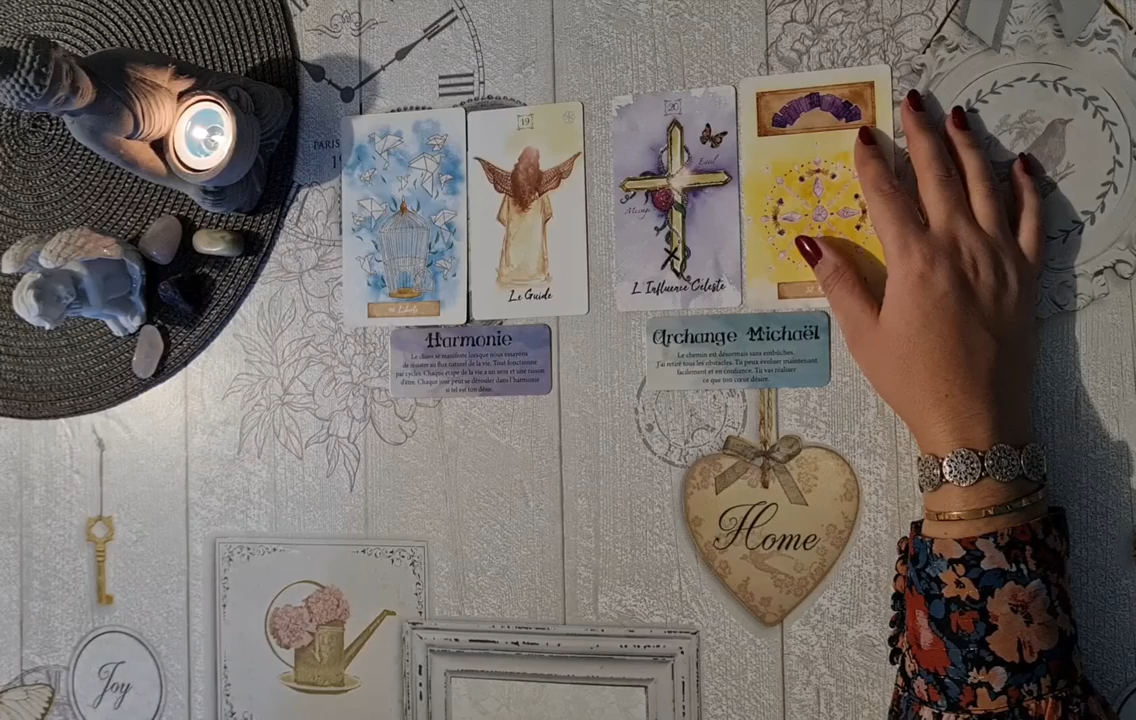 PARIS
19
Le Guide
20
Éveil
Message
L'Influence Céleste
Harmonie
Le chaos se manifeste lorsque nous essayons
de résister au flux naturel de la vie. Tout fonctionne
par cycles. Chaque étape de la vie a un sens et une raison
d'être. Chaque jour peut se dérouler dans l'harmonie
si tel est ton désir.
Archange Michaël
Le chemin est désormais sans embûches.
J'ai retiré tous les obstacles. Tu peux évoluer maintenant
facilement et en confiance. Tu vas réaliser
ce que ton cœur désire.
Home
Joy